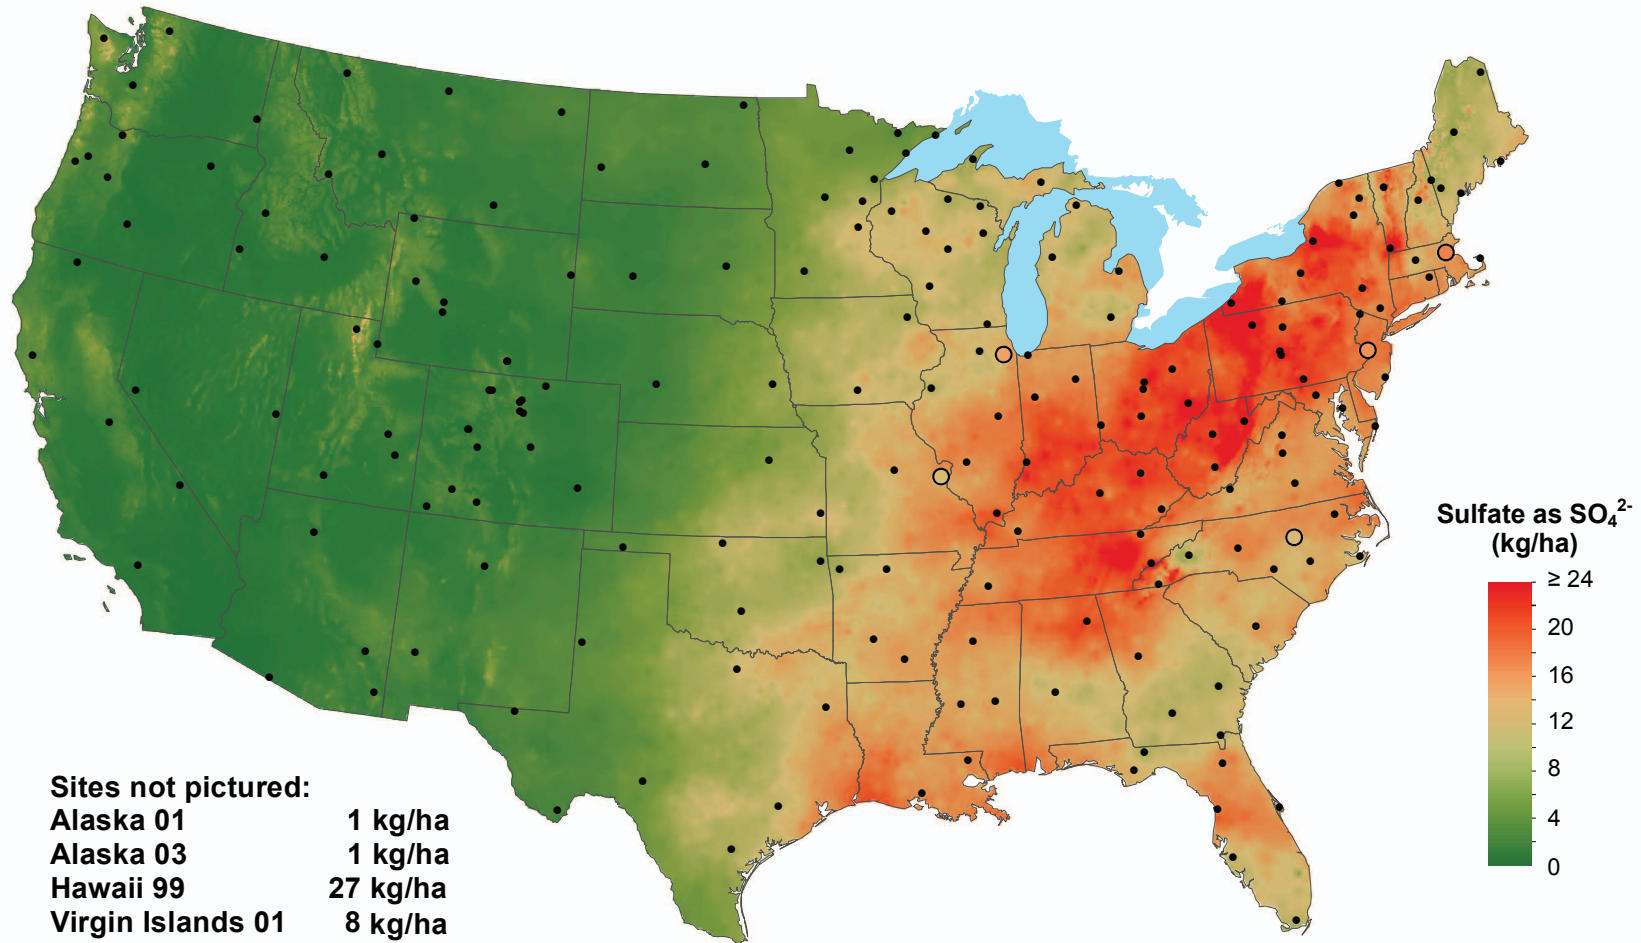 Sulfate as SO₄²⁻
(kg/ha)
≥ 24
20
16
12
8
4
0
Sites not pictured:
Alaska 01 1 kg/ha
Alaska 03 1 kg/ha
Hawaii 99 27 kg/ha
Virgin Islands 01 8 kg/ha